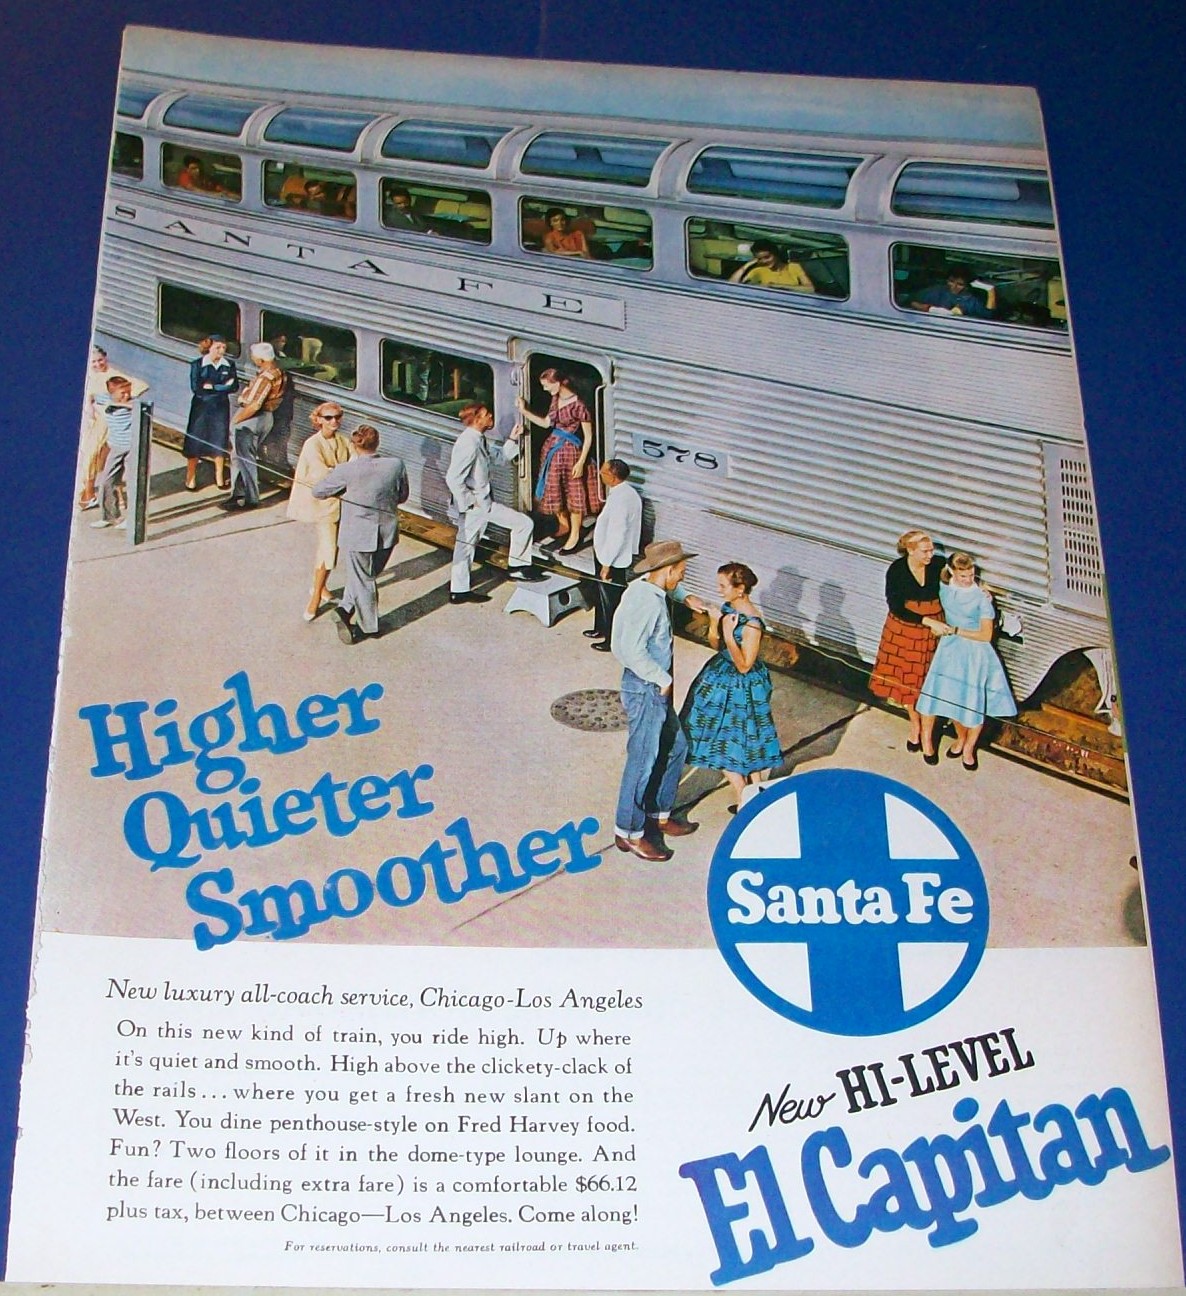 SANTA FE
578
Higher
Quieter
Smoother
Santa Fe
New luxury all-coach service, Chicago-Los Angeles
On this new kind of train, you ride high. Up where
it's quiet and smooth. High above the clickety-clack of
the rails... where you get a fresh new slant on the
West. You dine penthouse-style on Fred Harvey food.
Fun? Two floors of it in the dome-type lounge. And
the fare (including extra fare) is a comfortable $66.12
plus tax, between Chicago—Los Angeles. Come along!
For reservations, consult the nearest railroad or travel agent.
New HI-LEVEL
El Capitan